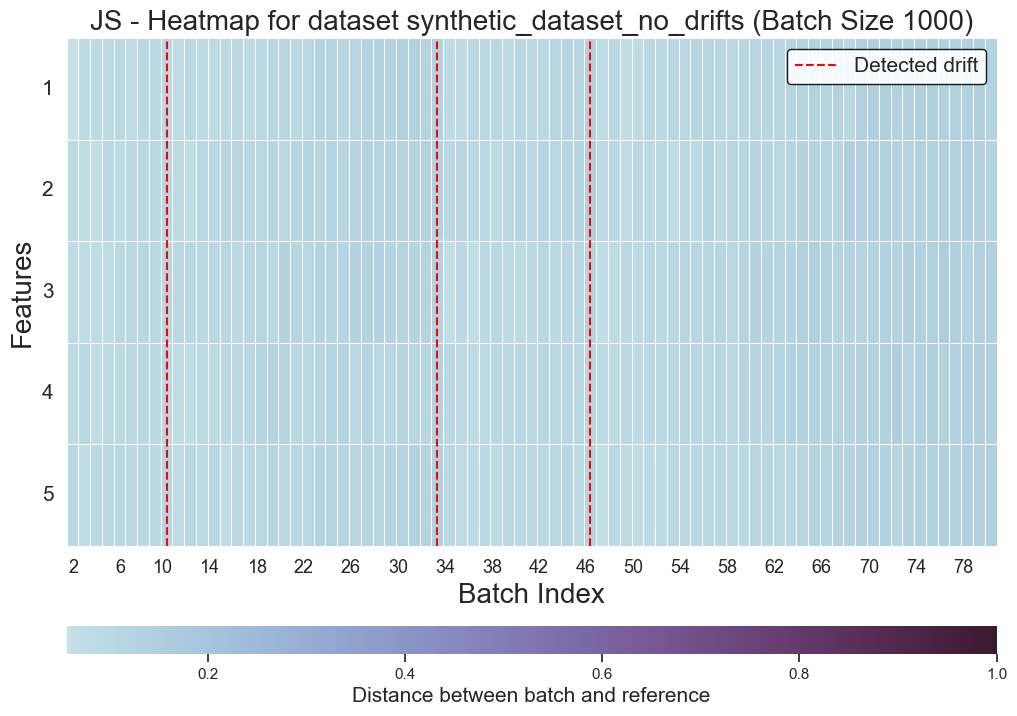 JS - Heatmap for dataset synthetic_dataset_no_drifts (Batch Size 1000)
Detected drift
Features
1
2
3
4
5
2 6 10 14 18 22 26 30 34 38 42 46 50 54 58 62 66 70 74 78
Batch Index
0.2 0.4 0.6 0.8 1.0
Distance between batch and reference